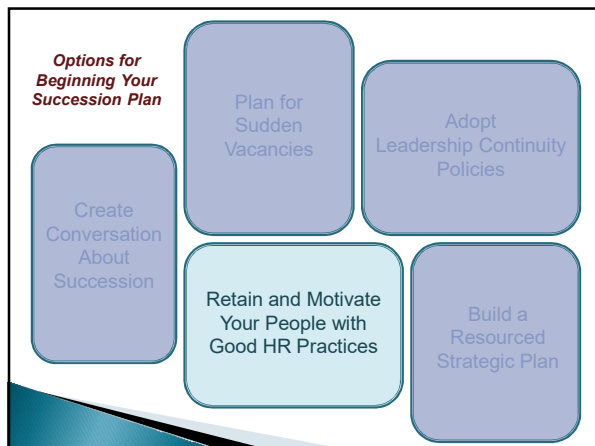 Options for
Beginning Your
Succession Plan
Plan for
Sudden
Vacancies
Adopt
Leadership Continuity
Policies
Create
Conversation
About
Succession
Retain and Motivate
Your People with
Good HR Practices
Build a
Resourced
Strategic Plan